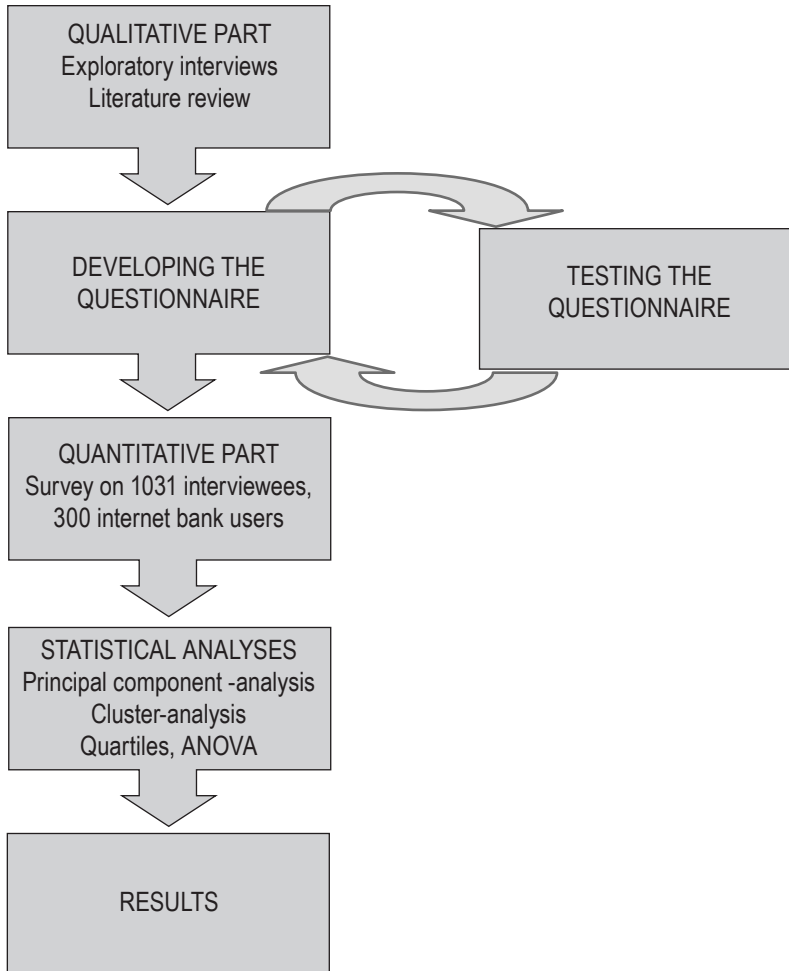 QUALITATIVE PART
Exploratory interviews
Literature review
DEVELOPING THE
QUESTIONNAIRE
TESTING THE
QUESTIONNAIRE
QUANTITATIVE PART
Survey on 1031 interviewees,
300 internet bank users
STATISTICAL ANALYSES
Principal component -analysis
Cluster-analysis
Quartiles, ANOVA
RESULTS